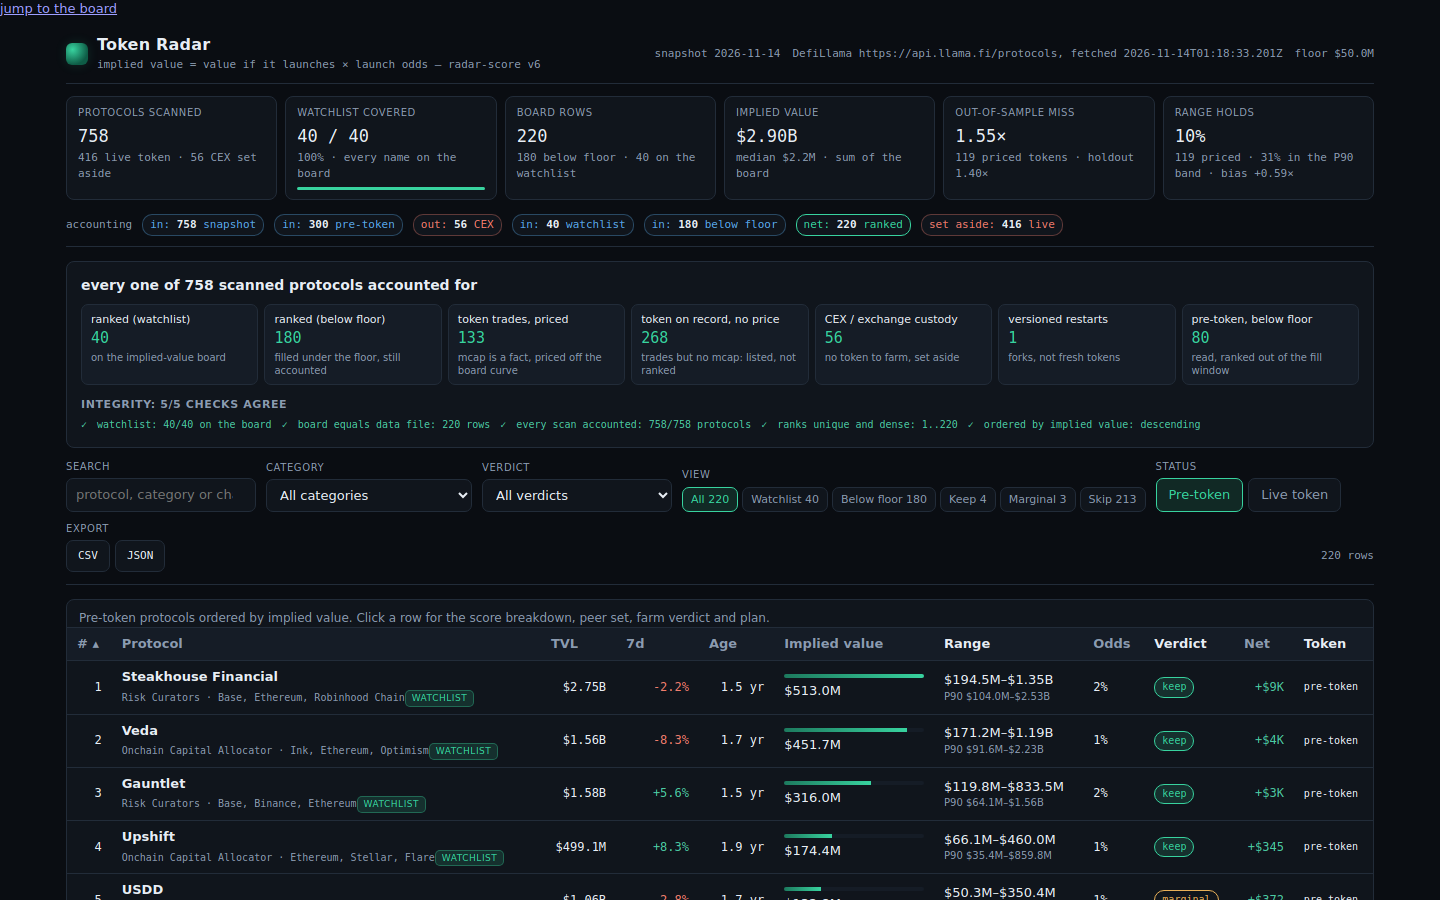 jump to the board
Token Radar
implied value = value if it launches × launch odds — radar-score v6
snapshot 2026-11-14 DefiLlama https://api.llama.fi/protocols, fetched 2026-11-14T01:18:33.201Z floor $50.0M
PROTOCOLS SCANNED
758
416 live token · 56 CEX set
aside
WATCHLIST COVERED
40 / 40
100% · every name on the
board
BOARD ROWS
220
180 below floor · 40 on the
watchlist
IMPLIED VALUE
$2.90B
median $2.2M · sum of the
board
OUT-OF-SAMPLE MISS
1.55×
119 priced tokens · holdout
1.40×
RANGE HOLDS
10%
119 priced · 31% in the P90
band · bias +0.59×
accounting in: 758 snapshot in: 300 pre-token out: 56 CEX in: 40 watchlist in: 180 below floor net: 220 ranked set aside: 416 live
every one of 758 scanned protocols accounted for
ranked (watchlist)
40
on the implied-value board
ranked (below floor)
180
filled under the floor, still
accounted
token trades, priced
133
mcap is a fact, priced off the
board curve
token on record, no price
268
trades but no mcap: listed, not
ranked
CEX / exchange custody
56
no token to farm, set aside
versioned restarts
1
forks, not fresh tokens
pre-token, below floor
80
read, ranked out of the fill
window
INTEGRITY: 5/5 CHECKS AGREE
✓ watchlist: 40/40 on the board ✓ board equals data file: 220 rows ✓ every scan accounted: 758/758 protocols ✓ ranks unique and dense: 1..220 ✓ ordered by implied value: descending
SEARCH
protocol, category or ch
CATEGORY
All categories
VERDICT
All verdicts
VIEW
All 220 Watchlist 40 Below floor 180 Keep 4 Marginal 3 Skip 213
STATUS
Pre-token Live token
EXPORT
CSV JSON
220 rows
Pre-token protocols ordered by implied value. Click a row for the score breakdown, peer set, farm verdict and plan.
# ▲ Protocol TVL 7d Age Implied value Range Odds Verdict Net Token
1 Steakhouse Financial $2.75B -2.2% 1.5 yr $513.0M $194.5M–$1.35B 2% keep +$9K pre-token
Risk Curators · Base, Ethereum, Robinhood Chain WATCHLIST P90 $104.0M–$2.53B
2 Veda $1.56B -8.3% 1.7 yr $451.7M $171.2M–$1.19B 1% keep +$4K pre-token
Onchain Capital Allocator · Ink, Ethereum, Optimism WATCHLIST P90 $91.6M–$2.23B
3 Gauntlet $1.58B +5.6% 1.5 yr $316.0M $119.8M–$833.5M 2% keep +$3K pre-token
Risk Curators · Base, Binance, Ethereum WATCHLIST P90 $64.1M–$1.56B
4 Upshift $499.1M +8.3% 1.9 yr $174.4M $66.1M–$460.0M 1% keep +$345 pre-token
Onchain Capital Allocator · Ethereum, Stellar, Flare WATCHLIST P90 $35.4M–$859.8M
USDD $50.3M–$350.4M